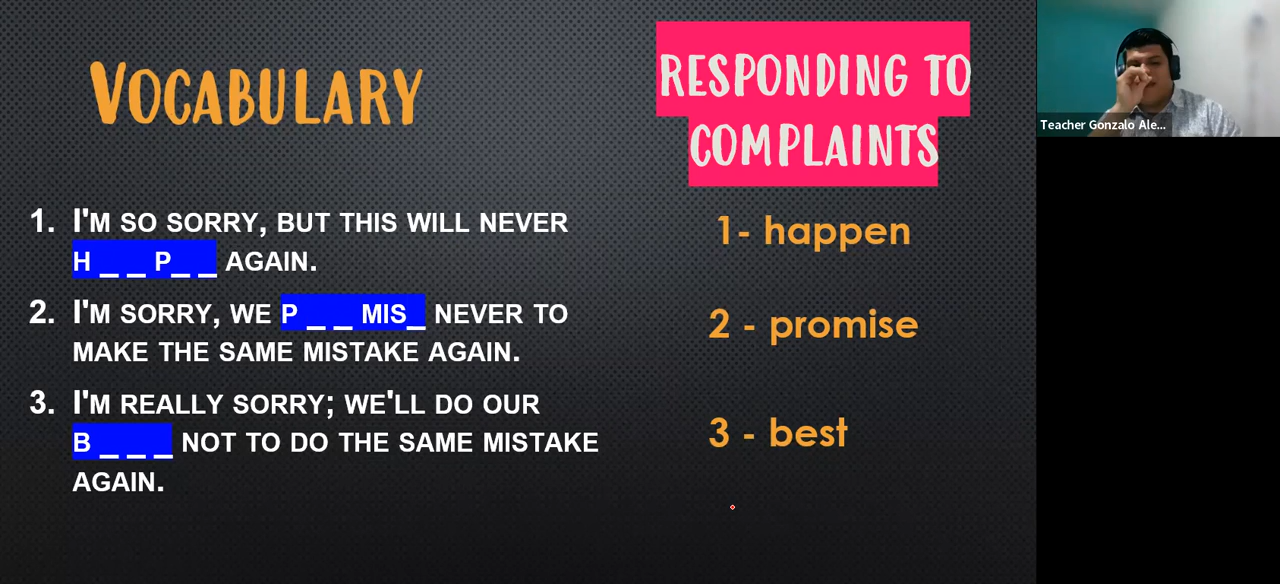 VOCABULARY
RESPONDING TO
COMPLAINTS
1. I'M SO SORRY, BUT THIS WILL NEVER
H _ _ P _ _ AGAIN.
2. I'M SORRY, WE P _ _ MIS_ NEVER TO
MAKE THE SAME MISTAKE AGAIN.
3. I'M REALLY SORRY; WE'LL DO OUR
B _ _ _ NOT TO DO THE SAME MISTAKE
AGAIN.
1- happen
2 - promise
3 - best
Teacher Gonzalo Ale...